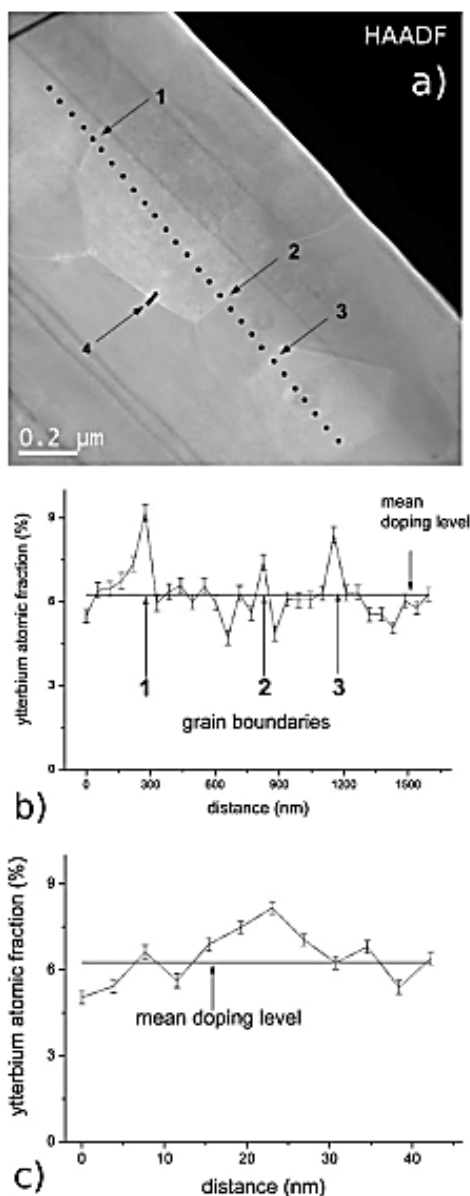 HAADF
a)
1
2
3
4
0.2 µm
ytterbium atomic fraction (%)
9
6
3
0
mean
doping level
1
2
3
grain boundaries
0
300
600
900
1200
1500
distance (nm)
b)
ytterbium atomic fraction (%)
9
6
3
0
mean doping level
0
10
20
30
40
distance (nm)
c)